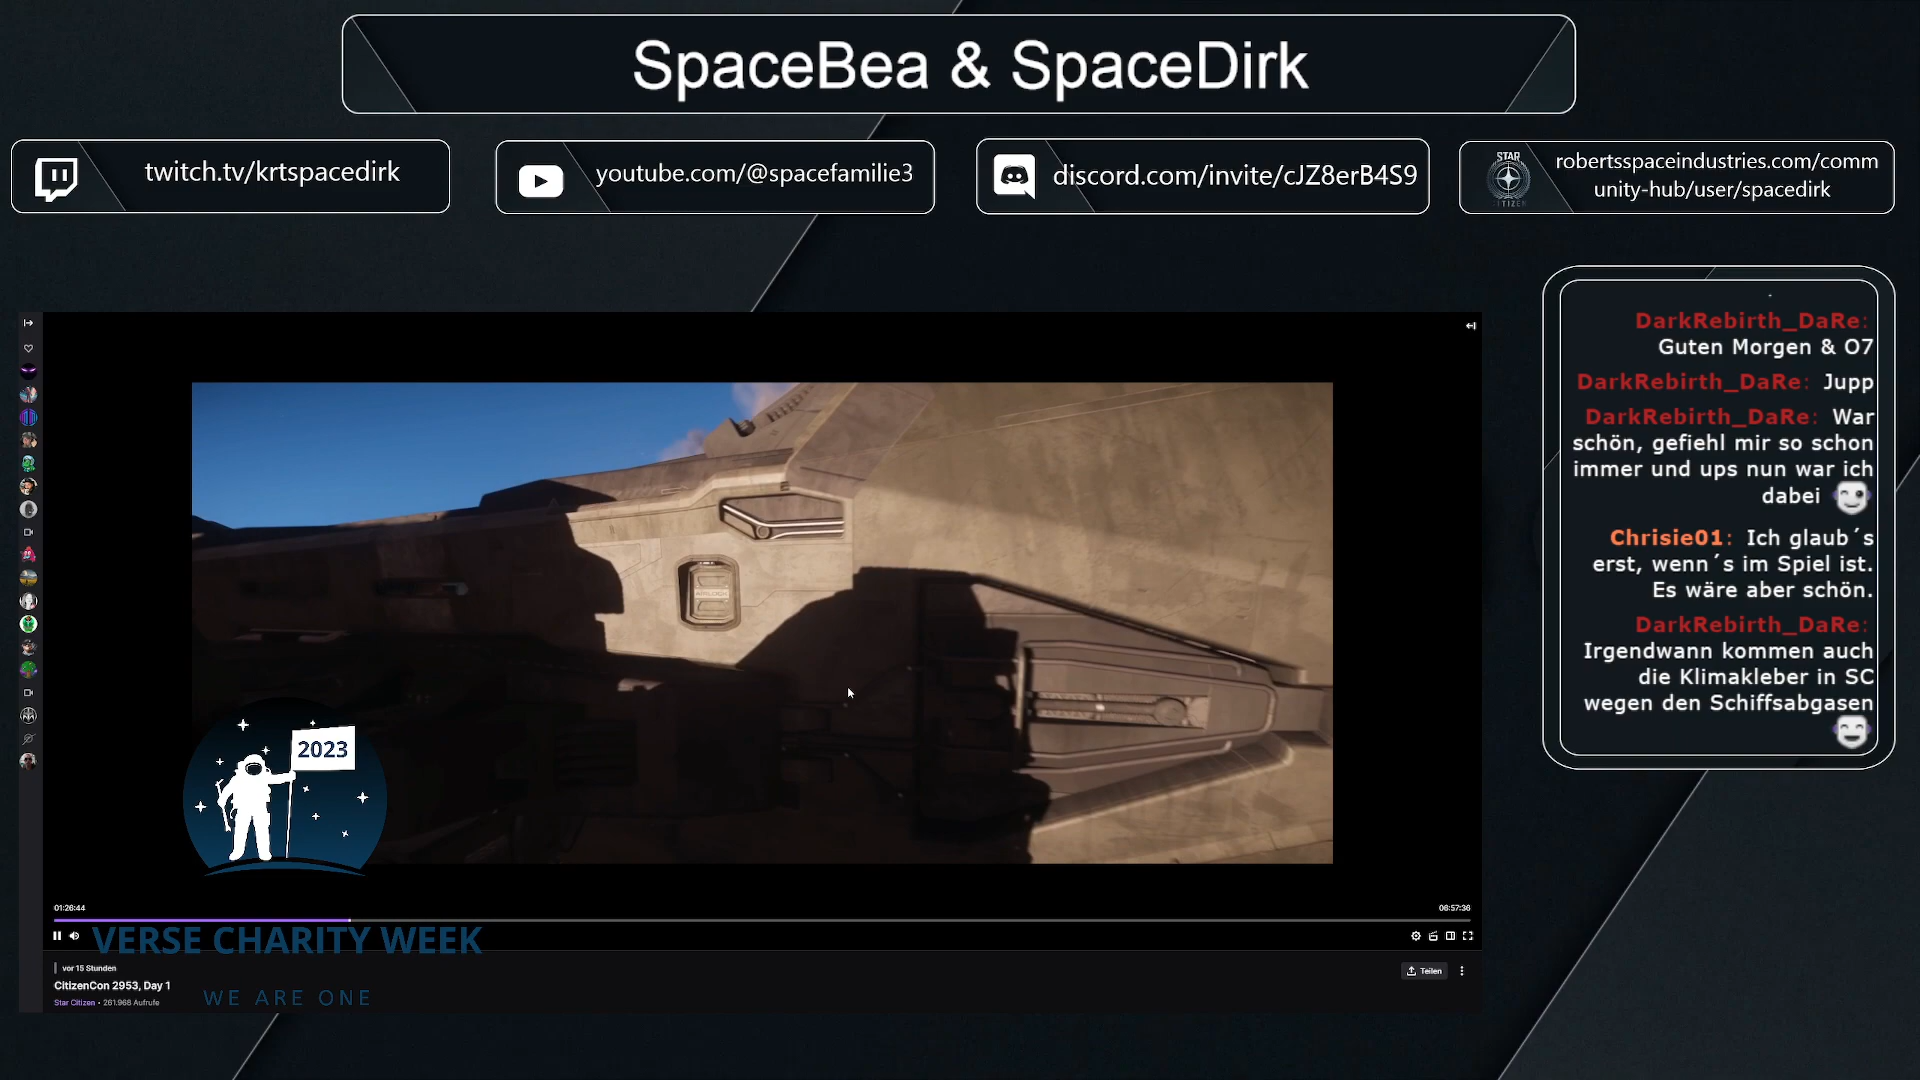 SpaceBea & SpaceDirk
twitch.tv/krtspacedirk
youtube.com/@spacefamilie3
discord.com/invite/cJZ8erB4S9
STAR
CITIZEN
robertsspaceindustries.com/comm
unity-hub/user/spacedirk
DarkRebirth_DaRe:
Guten Morgen & O7
DarkRebirth_DaRe: Jupp
DarkRebirth_DaRe: War
schön, gefiehl mir so schon
immer und ups nun war ich
dabei
Chrisie01: Ich glaub´s
erst, wenn´s im Spiel ist.
Es wäre aber schön.
DarkRebirth_DaRe:
Irgendwann kommen auch
die Klimakleber in SC
wegen den Schiffsabgasen
AIRLOCK
2023
01:26:44
06:57:36
VERSE CHARITY WEEK
vor 15 Stunden
CitizenCon 2953, Day 1
Star Citizen • 261.968 Aufrufe
WE ARE ONE
Teilen